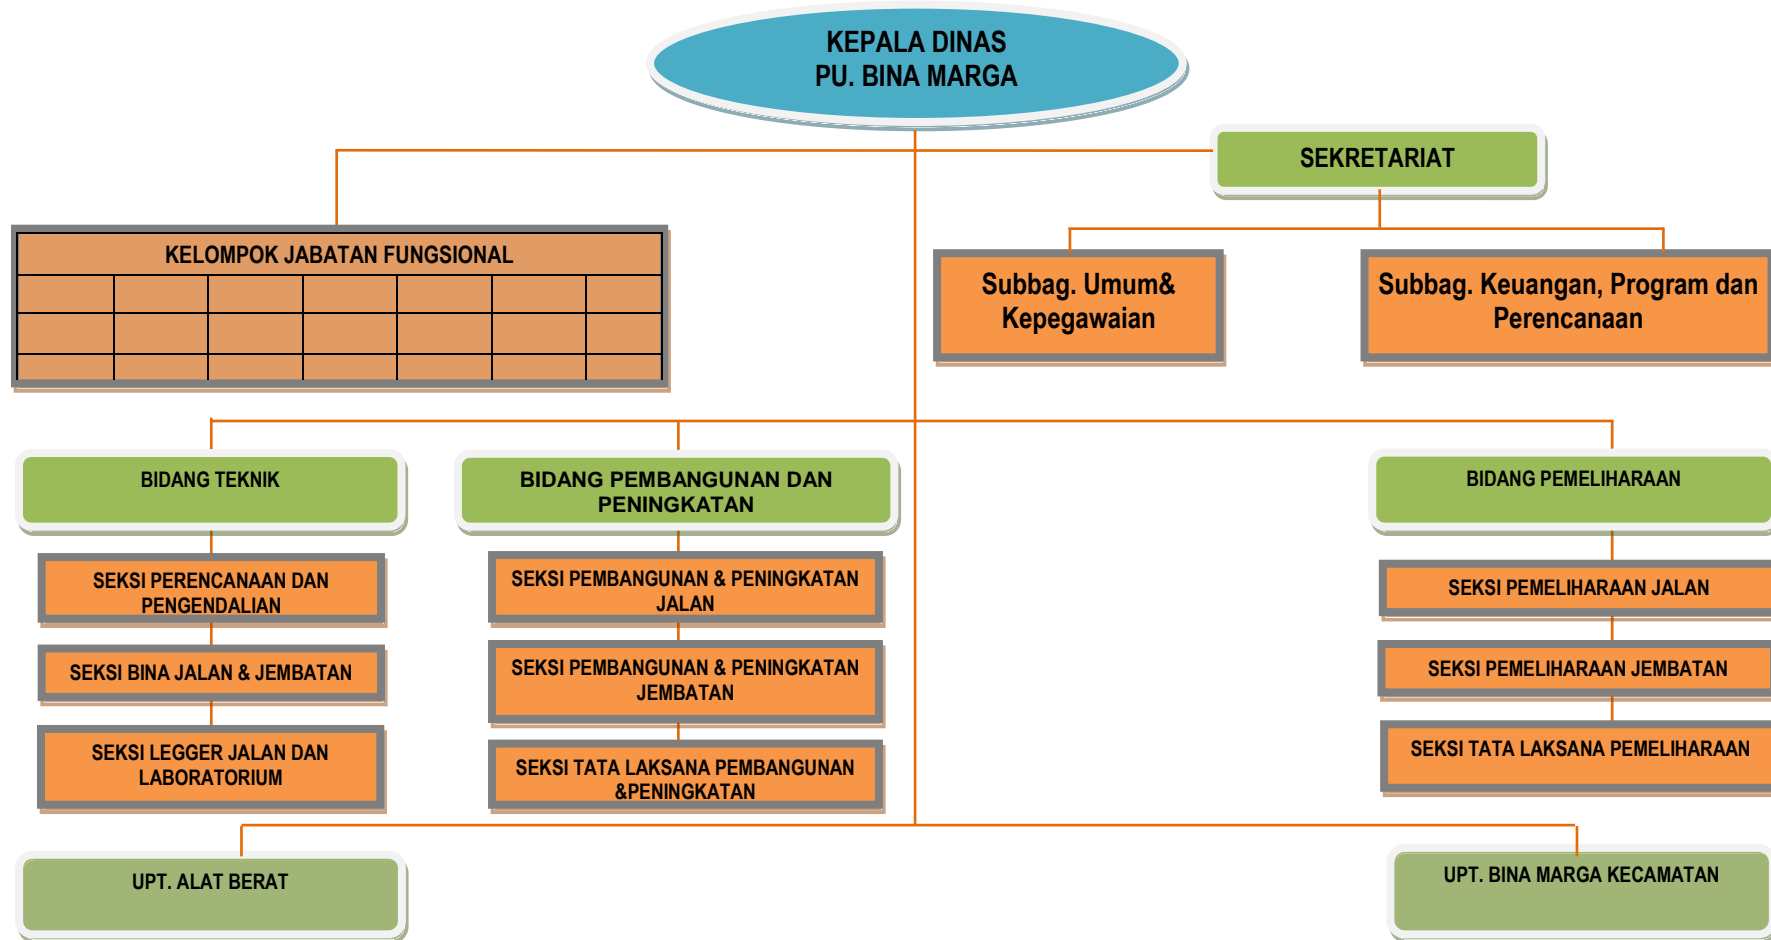 KEPALA DINAS
PU. BINA MARGA
SEKRETARIAT
KELOMPOK JABATAN FUNGSIONAL
Subbag. Umum&
Kepegawaian
Subbag. Keuangan, Program dan
Perencanaan
BIDANG TEKNIK
BIDANG PEMBANGUNAN DAN
PENINGKATAN
BIDANG PEMELIHARAAN
SEKSI PERENCANAAN DAN
PENGENDALIAN
SEKSI PEMBANGUNAN & PENINGKATAN
JALAN
SEKSI PEMELIHARAAN JALAN
SEKSI BINA JALAN & JEMBATAN
SEKSI PEMBANGUNAN & PENINGKATAN
JEMBATAN
SEKSI PEMELIHARAAN JEMBATAN
SEKSI LEGGER JALAN DAN
LABORATORIUM
SEKSI TATA LAKSANA PEMBANGUNAN
&PENINGKATAN
SEKSI TATA LAKSANA PEMELIHARAAN
UPT. ALAT BERAT
UPT. BINA MARGA KECAMATAN